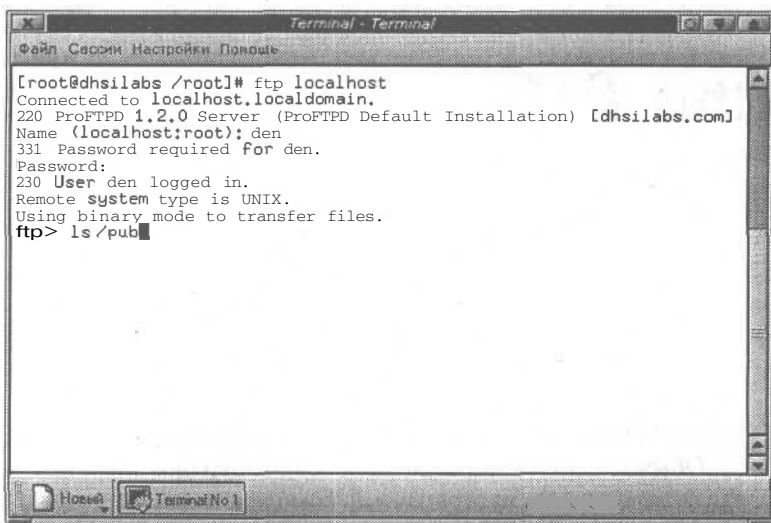 Terminal - Terminal
Файл Сессии Настройки Помощь
[root@dhsilabs /root]# ftp localhost
Connected to localhost.localdomain.
220 ProFTPD 1.2.0 Server (ProFTPD Default Installation) [dhsilabs.com]
Name (localhost:root): den
331 Password required for den.
Password:
230 User den logged in.
Remote system type is UNIX.
Using binary mode to transfer files.
ftp> ls /pub
Новый Terminal No 1